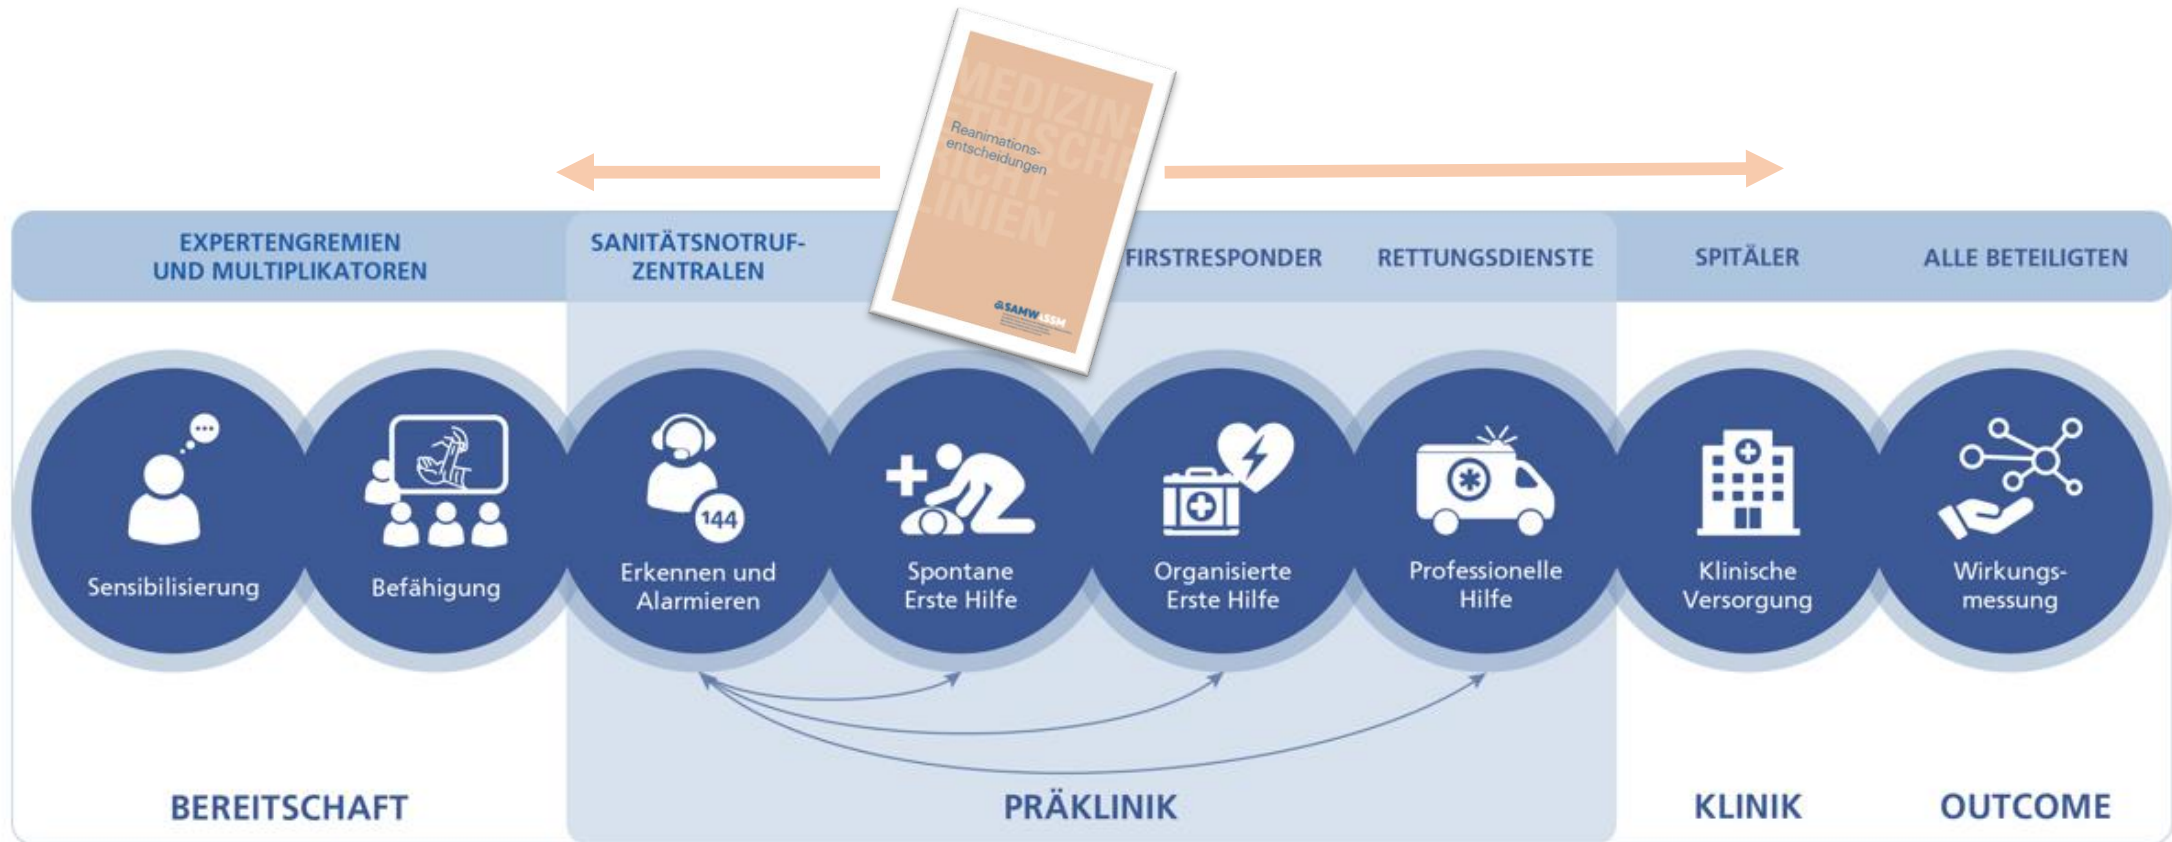 MEDIZIN-
ETHISCHE
RICHT-
LINIEN
Reanimations-
entscheidungen
SAMW ASSM
EXPERTENGREMIEN
UND MULTIPLIKATOREN
SANITÄTSNOTRUF-
ZENTRALEN
FIRSTRESPONDER
RETTUNGSDIENSTE
SPITÄLER
ALLE BETEILIGTEN
144
Sensibilisierung
Befähigung
Erkennen und
Alarmieren
Spontane
Erste Hilfe
Organisierte
Erste Hilfe
Professionelle
Hilfe
Klinische
Versorgung
Wirkungs-
messung
BEREITSCHAFT
PRÄKLINIK
KLINIK
OUTCOME